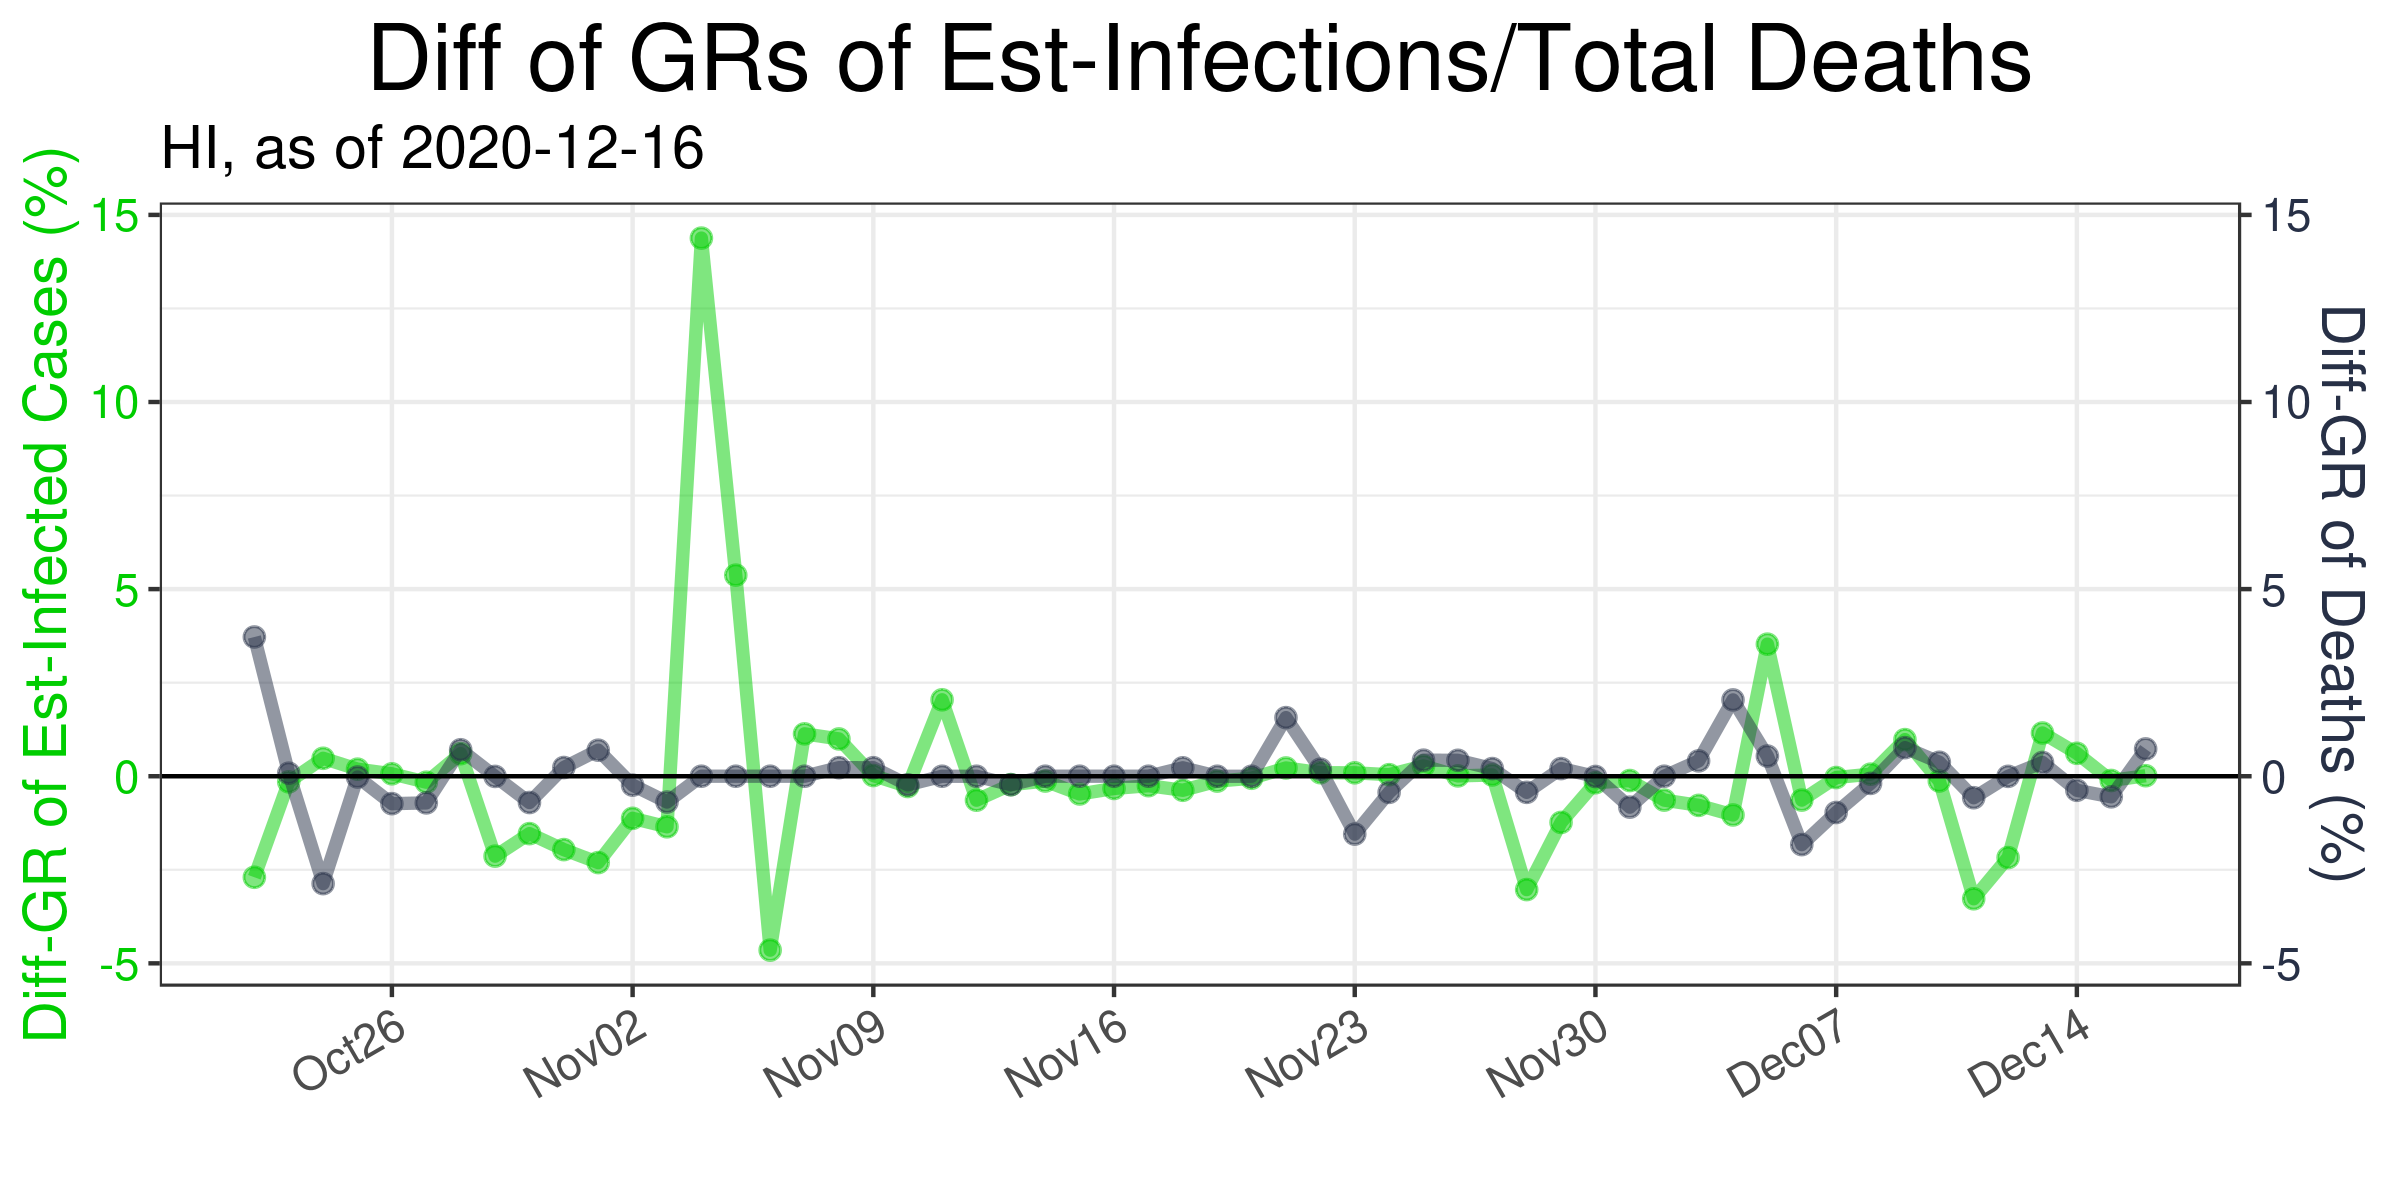 Diff of GRs of Est-Infections/Total Deaths
HI, as of 2020-12-16
Diff-GR of Est-Infected Cases (%)
15
10
5
0
-5
15
10
5
0
-5
Diff-GR of Deaths (%)
Oct26
Nov02
Nov09
Nov16
Nov23
Nov30
Dec07
Dec14